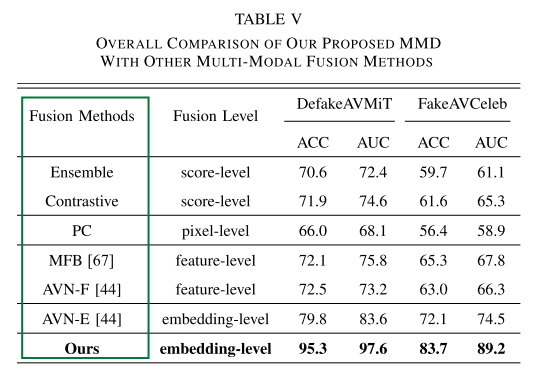 TABLE V
OVERALL COMPARISON OF OUR PROPOSED MMD
WITH OTHER MULTI-MODAL FUSION METHODS
Fusion Methods Fusion Level DefakeAVMiT FakeAVCeleb
ACC AUC ACC AUC
Ensemble score-level 70.6 72.4 59.7 61.1
Contrastive score-level 71.9 74.6 61.6 65.3
PC pixel-level 66.0 68.1 56.4 58.9
MFB [67] feature-level 72.1 75.8 65.3 67.8
AVN-F [44] feature-level 72.5 73.2 63.0 66.3
AVN-E [44] embedding-level 79.8 83.6 72.1 74.5
Ours embedding-level 95.3 97.6 83.7 89.2